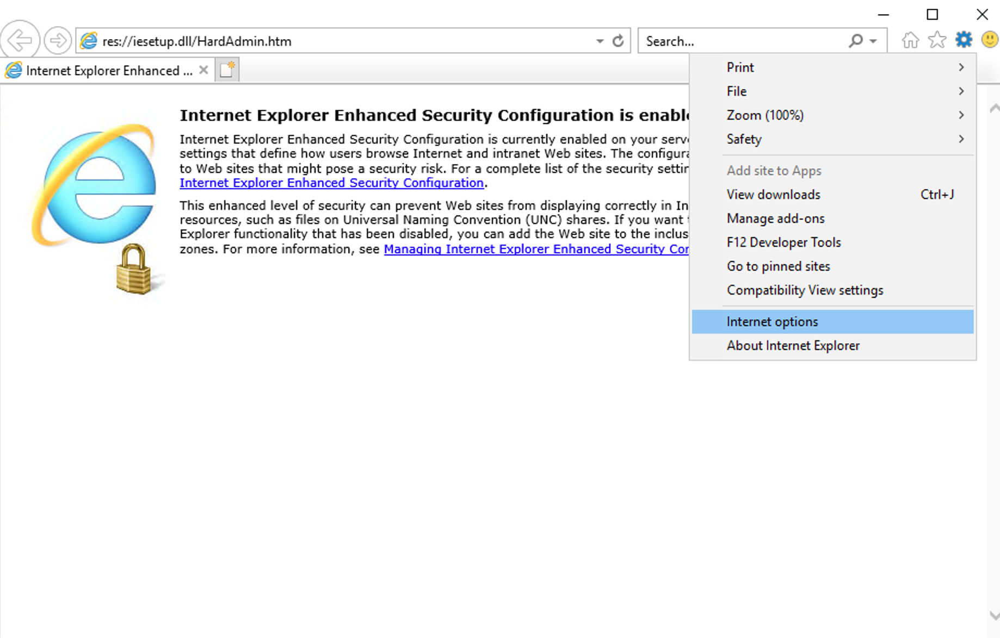 res://iesetup.dll/HardAdmin.htm
Search...
Internet Explorer Enhanced ...
Internet Explorer Enhanced Security Configuration is
Internet Explorer Enhanced Security Configuration is currently enabled on your
settings that define how users browse Internet and intranet Web sites. The
to Web sites that might pose a security risk. For a complete list of the security
Internet Explorer Enhanced Security Configuration.
This enhanced level of security can prevent Web sites from displaying correctly in
resources, such as files on Universal Naming Convention (UNC) shares. If you want
Explorer functionality that has been disabled, you can add the Web site to the
zones. For more information, see Managing Internet Explorer Enhanced Security
Print
File
Zoom (100%)
Safety
Add site to Apps
View downloads Ctrl+J
Manage add-ons
F12 Developer Tools
Go to pinned sites
Compatibility View settings
Internet options
About Internet Explorer